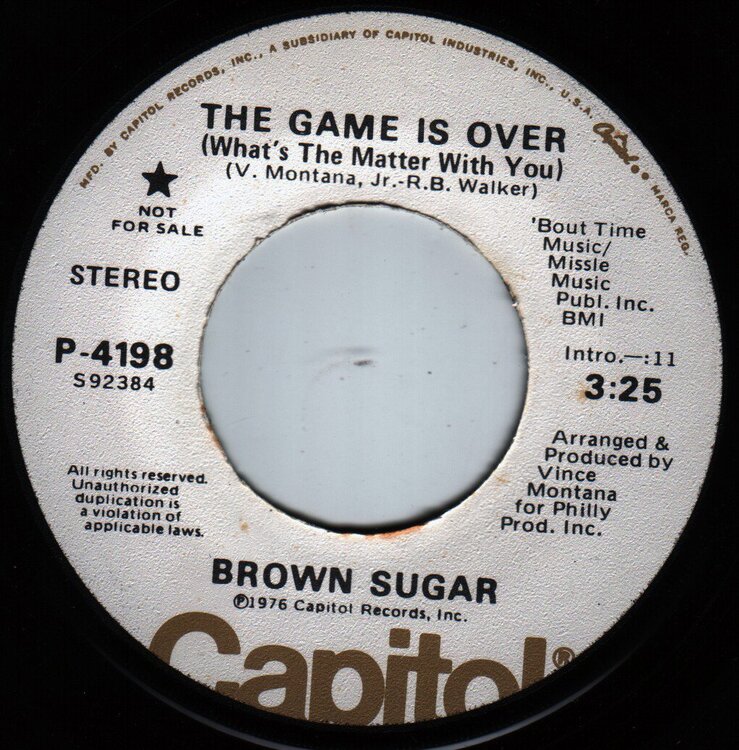 MFD. BY CAPITOL RECORDS, INC., A SUBSIDIARY OF CAPITOL INDUSTRIES, INC., U.S.A. Capitol • MARCA REG.
THE GAME IS OVER
(What's The Matter With You)
(V. Montana, Jr.-R.B. Walker)
★
NOT
FOR SALE
STEREO
P-4198
S92384
'Bout Time
Music/
Missle
Music
Publ. Inc.
BMI
Intro.—:11
3:25
All rights reserved.
Unauthorized
duplication is
a violation of
applicable laws.
Arranged &
Produced by
Vince
Montana
for Philly
Prod. Inc.
BROWN SUGAR
℗1976 Capitol Records, Inc.
Capitol®